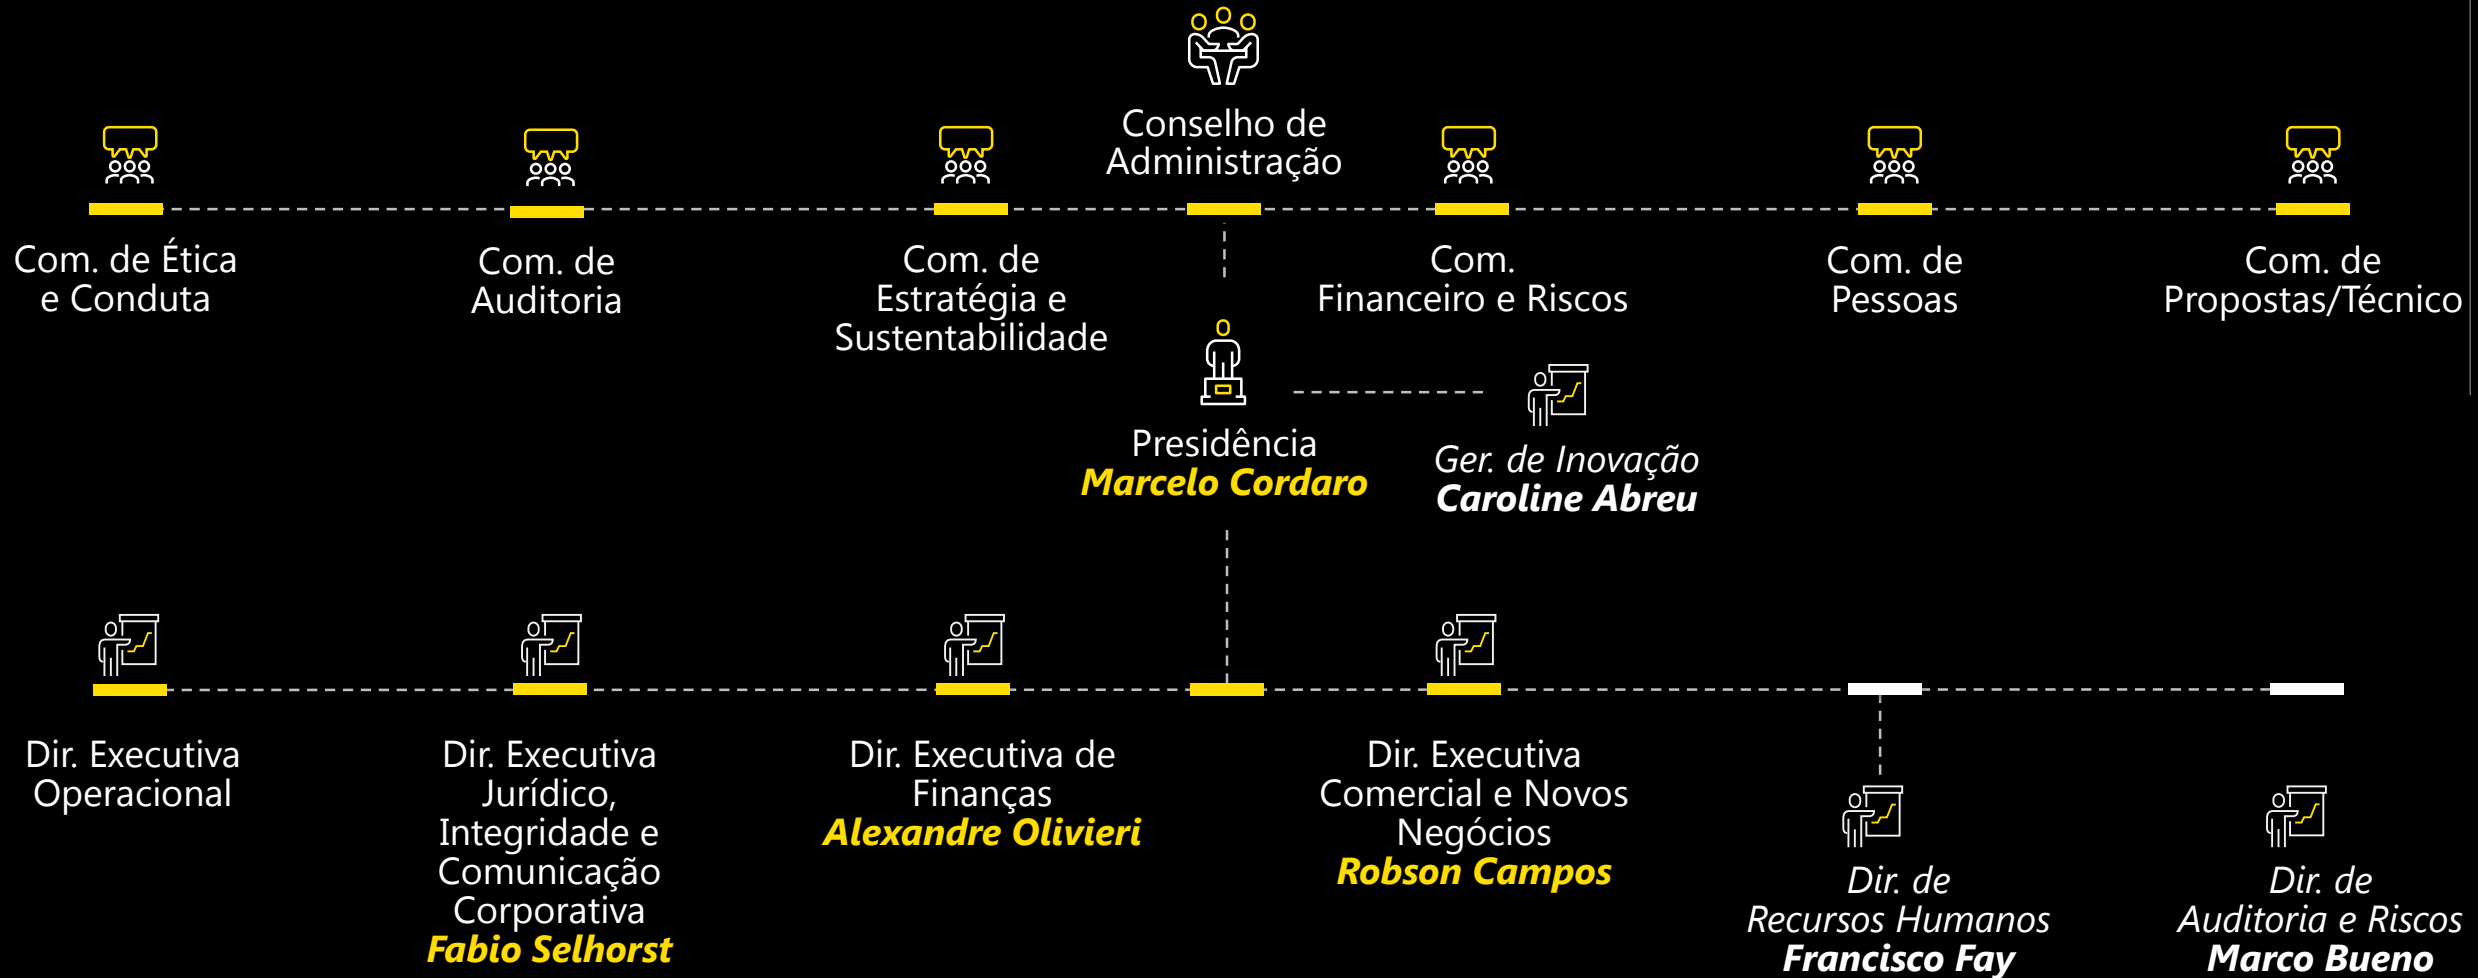 Conselho de
Administração
Com. de Ética
e Conduta
Com. de
Auditoria
Com. de
Estratégia e
Sustentabilidade
Com.
Financeiro e Riscos
Com. de
Pessoas
Com. de
Propostas/Técnico
Presidência
Marcelo Cordaro
Ger. de Inovação
Caroline Abreu
Dir. Executiva
Operacional
Dir. Executiva
Jurídico,
Integridade e
Comunicação
Corporativa
Fabio Selhorst
Dir. Executiva de
Finanças
Alexandre Olivieri
Dir. Executiva
Comercial e Novos
Negócios
Robson Campos
Dir. de
Recursos Humanos
Francisco Fay
Dir. de
Auditoria e Riscos
Marco Bueno